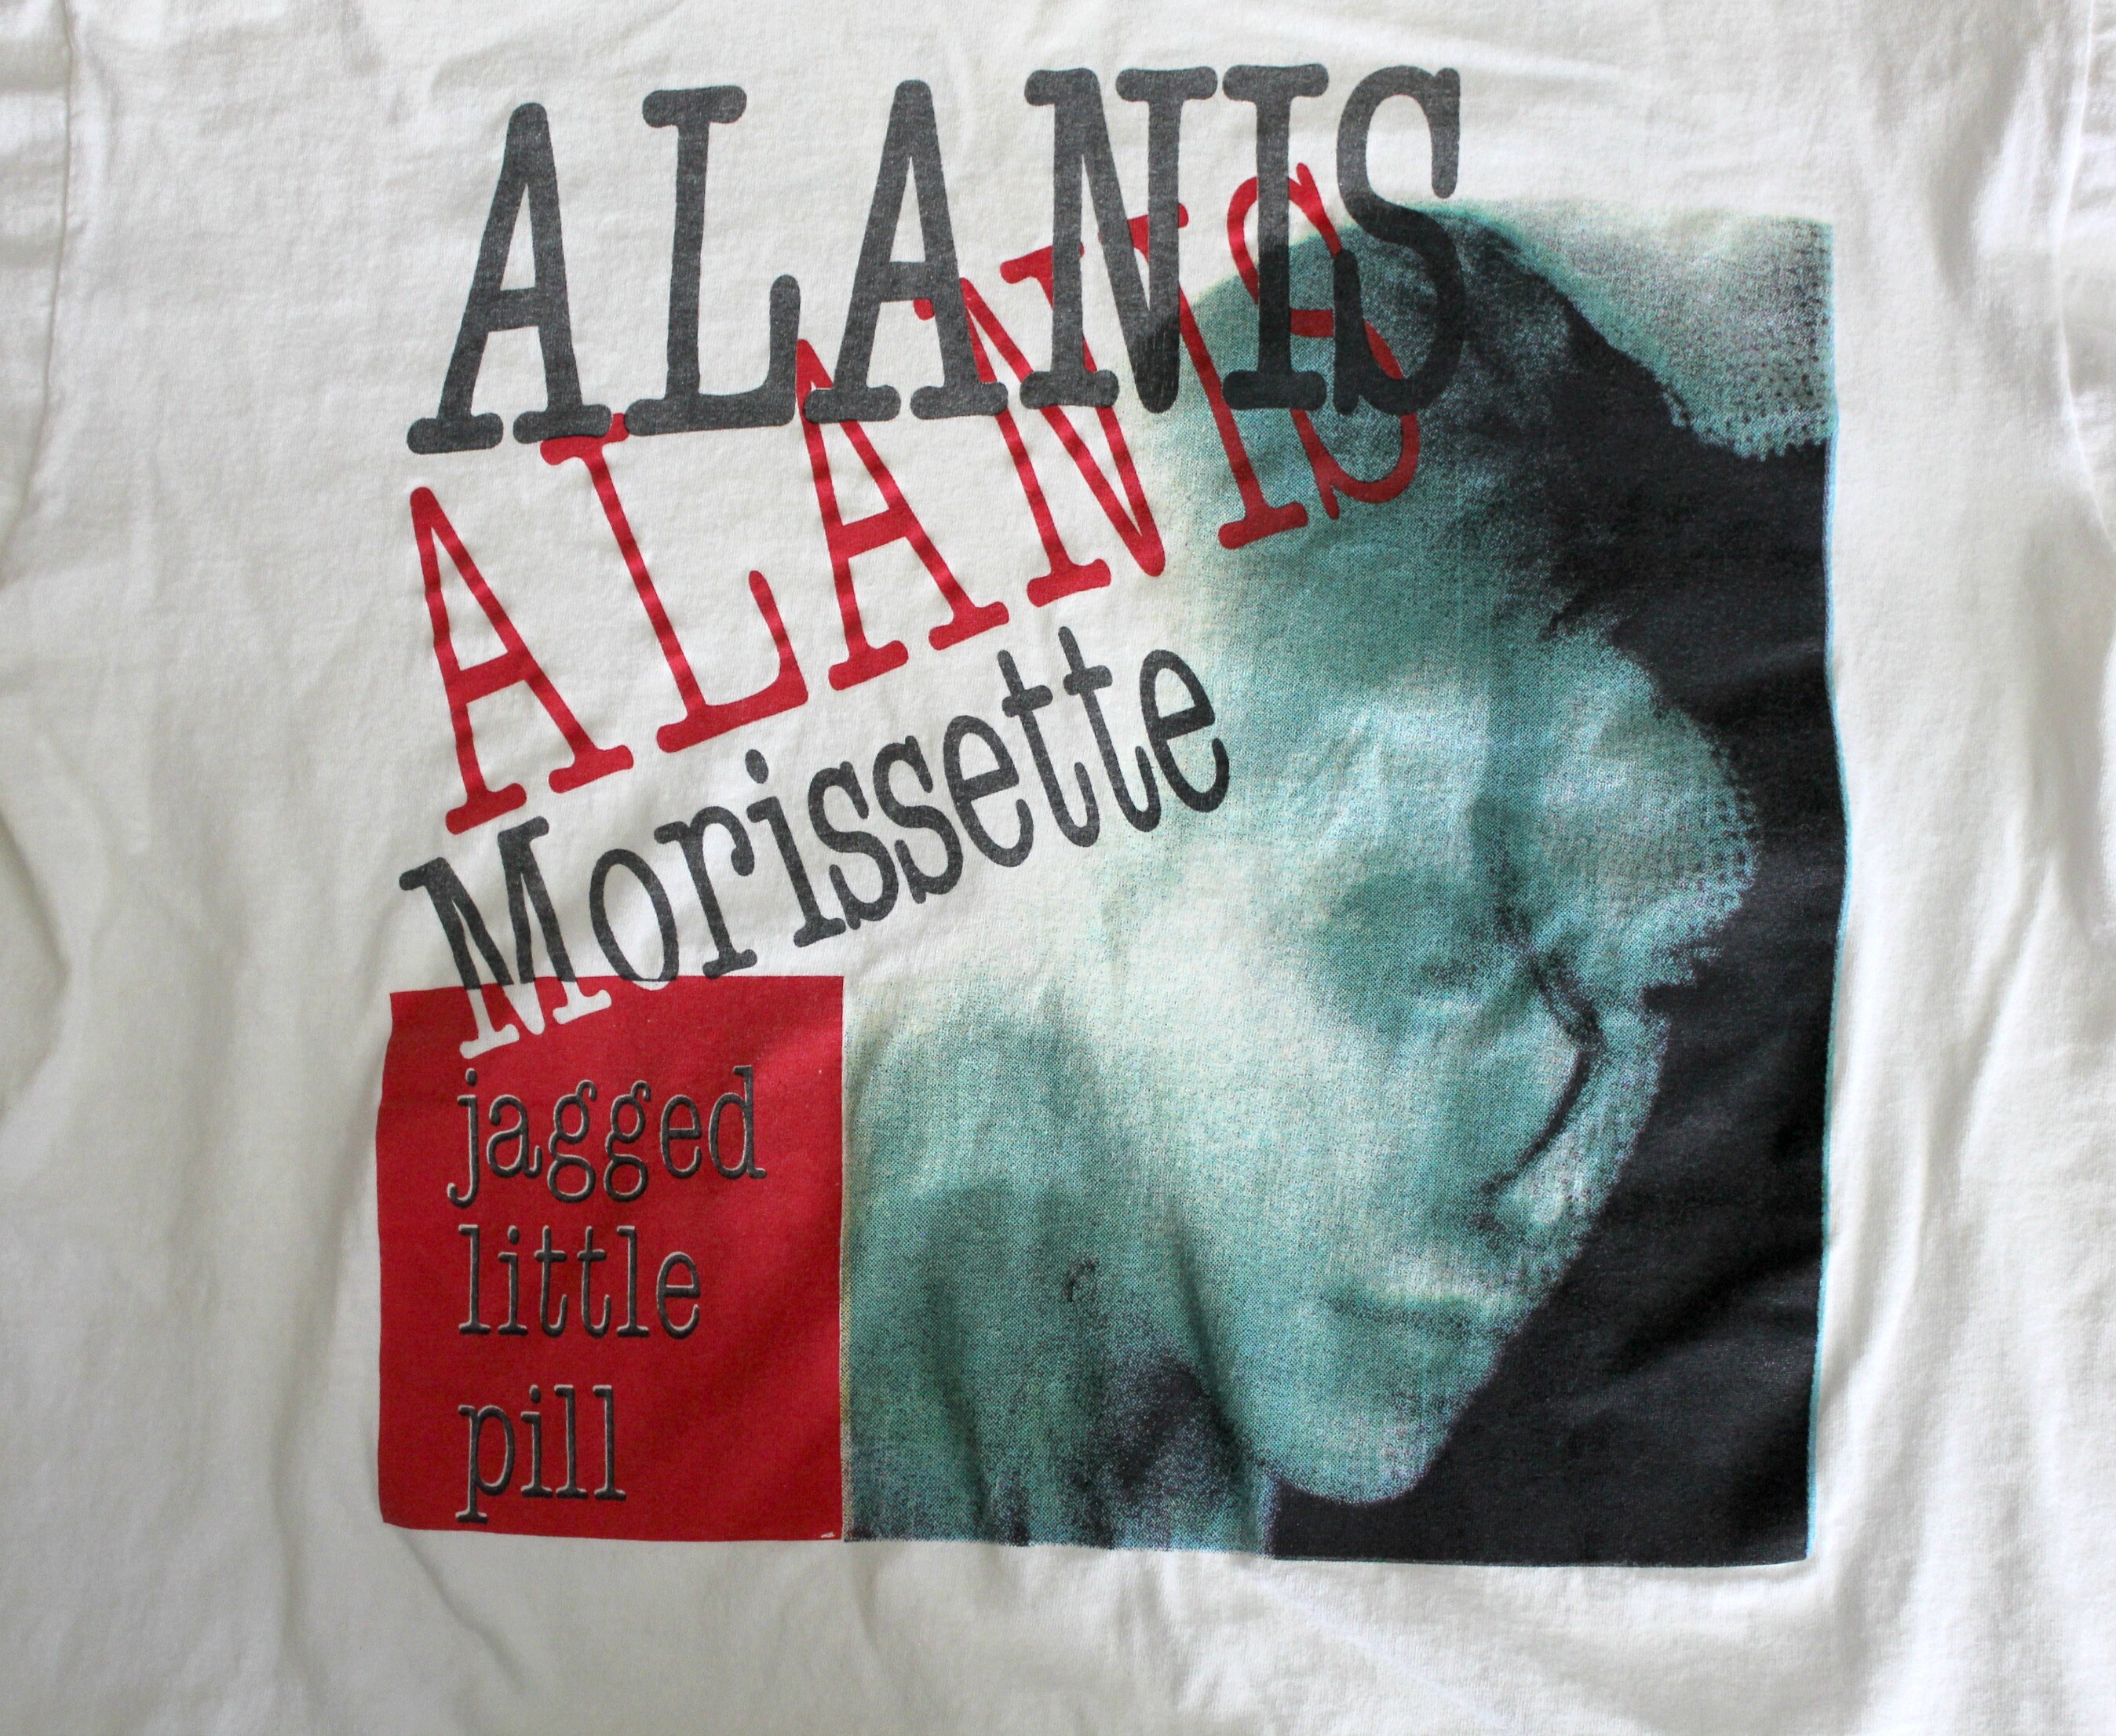 ALANIS
ALANIS
Morissette
jagged
little
pill